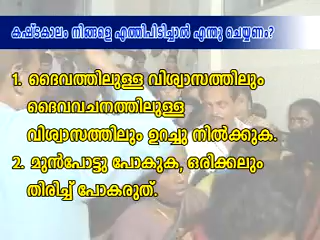 കഷ്ടകാലം നിങ്ങളെ എത്തിപിടിച്ചാൽ എന്തു ചെയ്യണം?
1. ദൈവത്തിലുള്ള വിശ്വാസത്തിലും
ദൈവവചനത്തിലുള്ള
വിശ്വാസത്തിലും ഉറച്ചു നിൽക്കുക.
2. മുൻപോട്ടു പോകുക, ഒരിക്കലും
തിരിച്ച് പോകരുത്.